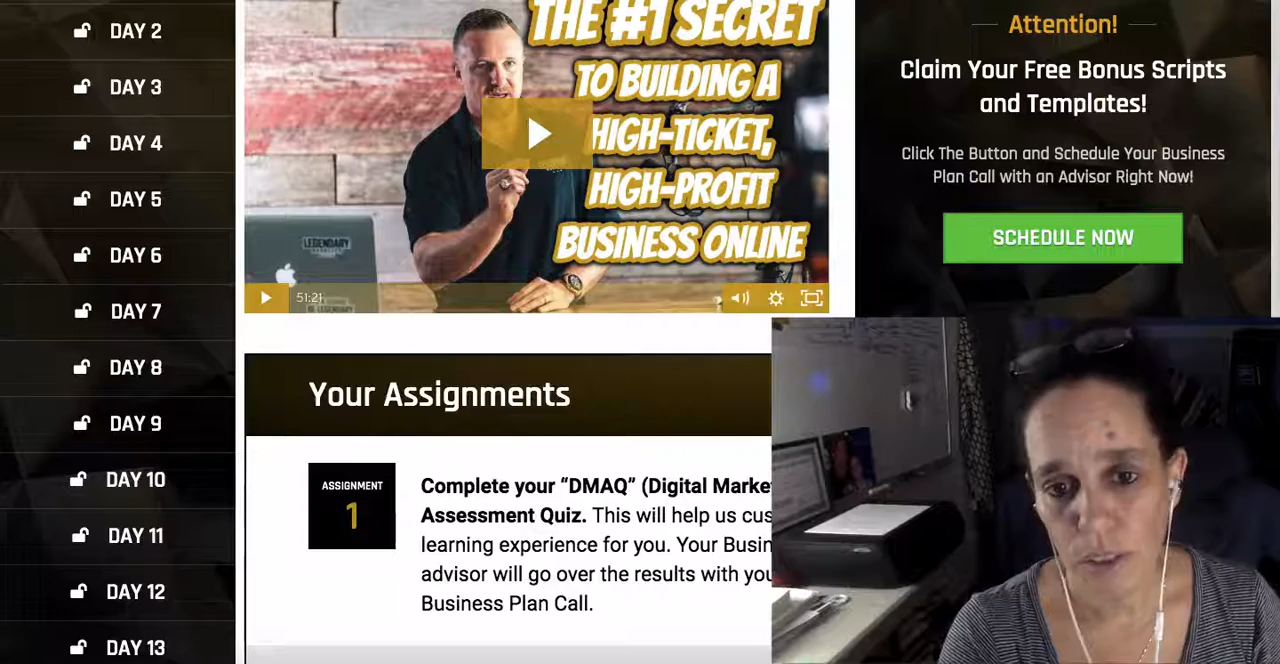 DAY 2
DAY 3
DAY 4
DAY 5
DAY 6
DAY 7
DAY 8
DAY 9
DAY 10
DAY 11
DAY 12
DAY 13
THE #1 SECRET
TO BUILDING A
HIGH-TICKET,
HIGH-PROFIT
BUSINESS ONLINE
LEGENDARY
51:21
Attention!
Claim Your Free Bonus Scripts
and Templates!
Click The Button and Schedule Your Business
Plan Call with an Advisor Right Now!
SCHEDULE NOW
Your Assignments
ASSIGNMENT
1
Complete your “DMAQ” (Digital Marke
Assessment Quiz. This will help us cus
learning experience for you. Your Busin
advisor will go over the results with you
Business Plan Call.